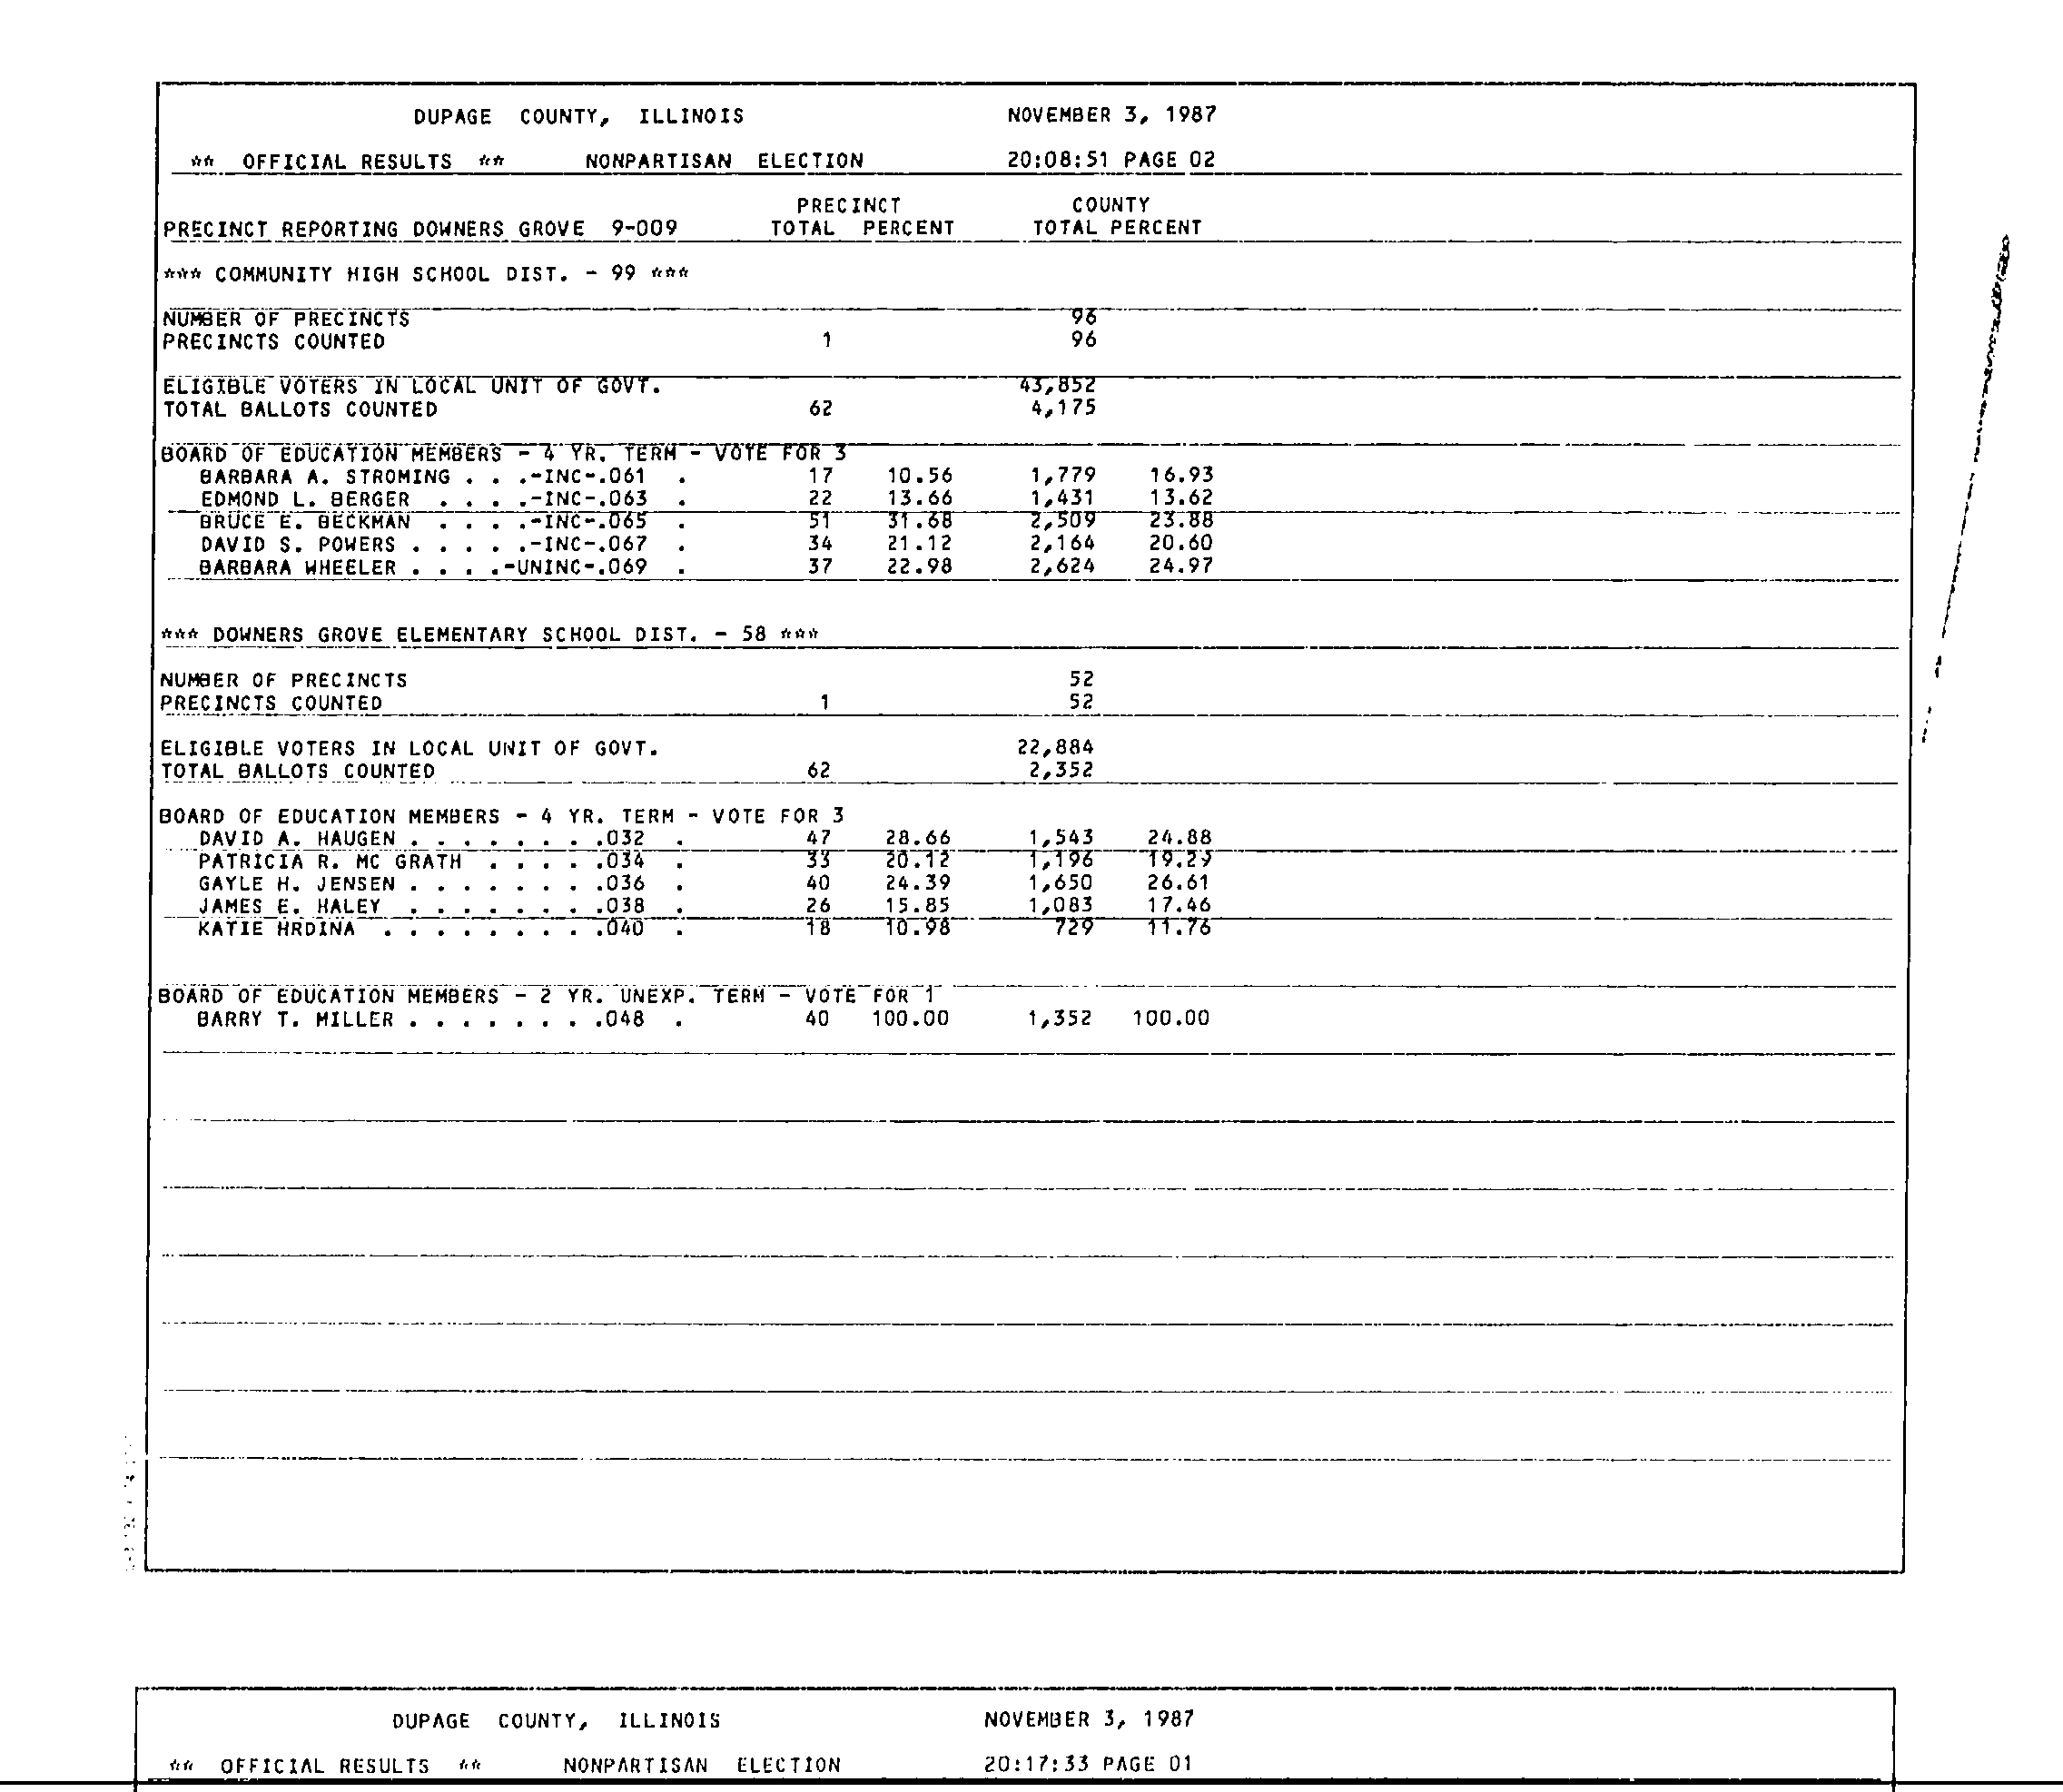 DUPAGE COUNTY, ILLINOIS NOVEMBER 3, 1987
** OFFICIAL RESULTS ** NONPARTISAN ELECTION 20:08:51 PAGE 02
PRECINCT COUNTY
PRECINCT REPORTING DOWNERS GROVE 9-009 TOTAL PERCENT TOTAL PERCENT
*** COMMUNITY HIGH SCHOOL DIST. - 99 ***
NUMBER OF PRECINCTS 96
PRECINCTS COUNTED 1 96
ELIGIBLE VOTERS IN LOCAL UNIT OF GOVT. 43,852
TOTAL BALLOTS COUNTED 62 4,175
BOARD OF EDUCATION MEMBERS - 4 YR. TERM - VOTE FOR 3
BARBARA A. STROMING . . .-INC-.061 . 17 10.56 1,779 16.93
EDMOND L. BERGER . . . .-INC-.063 . 22 13.66 1,431 13.62
BRUCE E. BECKMAN . . . .-INC-.065 . 51 31.68 2,509 23.88
DAVID S. POWERS . . . . .-INC-.067 . 34 21.12 2,164 20.60
BARBARA WHEELER . . . .-UNINC-.069 . 37 22.98 2,624 24.97
*** DOWNERS GROVE ELEMENTARY SCHOOL DIST. - 58 ***
NUMBER OF PRECINCTS 52
PRECINCTS COUNTED 1 52
ELIGIBLE VOTERS IN LOCAL UNIT OF GOVT. 22,884
TOTAL BALLOTS COUNTED 62 2,352
BOARD OF EDUCATION MEMBERS - 4 YR. TERM - VOTE FOR 3
DAVID A. HAUGEN . . . . . . . .032 . 47 28.66 1,543 24.88
PATRICIA R. MC GRATH . . . . .034 . 33 20.12 1,196 19.29
GAYLE H. JENSEN . . . . . . . .036 . 40 24.39 1,650 26.61
JAMES E. HALEY . . . . . . . .038 . 26 15.85 1,083 17.46
KATIE HRDINA . . . . . . . . .040 . 18 10.98 729 11.76
BOARD OF EDUCATION MEMBERS - 2 YR. UNEXP. TERM - VOTE FOR 1
BARRY T. MILLER . . . . . . . .048 . 40 100.00 1,352 100.00
DUPAGE COUNTY, ILLINOIS NOVEMBER 3, 1987
** OFFICIAL RESULTS ** NONPARTISAN ELECTION 20:17:33 PAGE 01